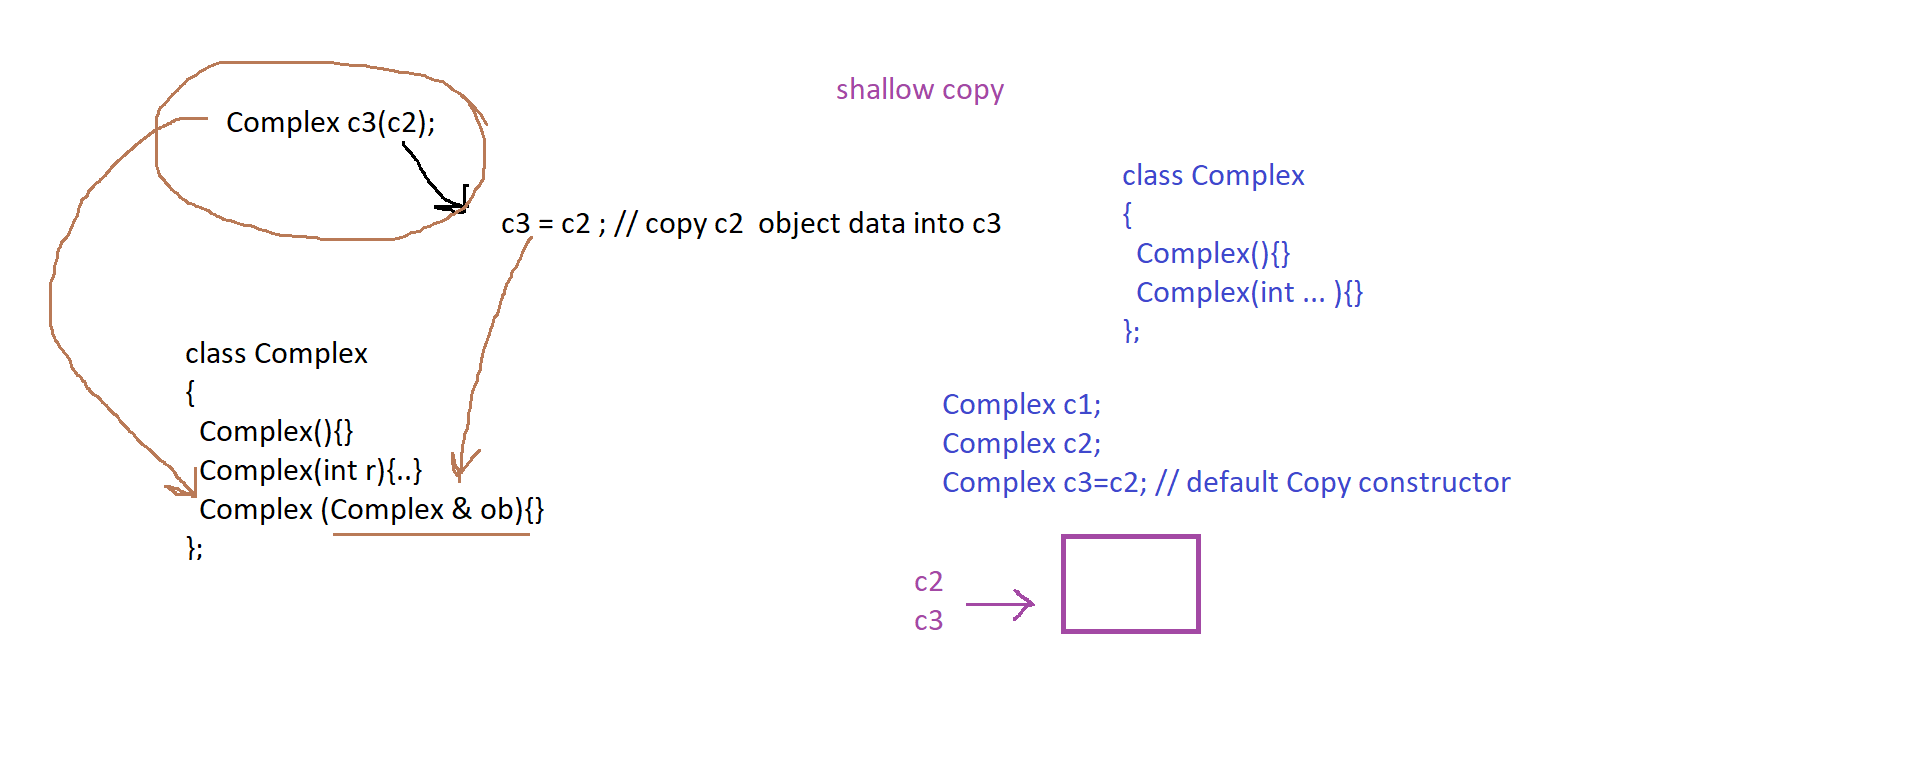 Complex c3(c2);
c3 = c2 ; // copy c2  object data into c3
class Complex
{
  Complex(){}
  Complex(int r){..}
  Complex (Complex & ob){}
};
shallow copy
class Complex
{
  Complex(){}
  Complex(int ... ){}
};
Complex c1;
Complex c2;
Complex c3=c2; // default Copy constructor
c2
c3